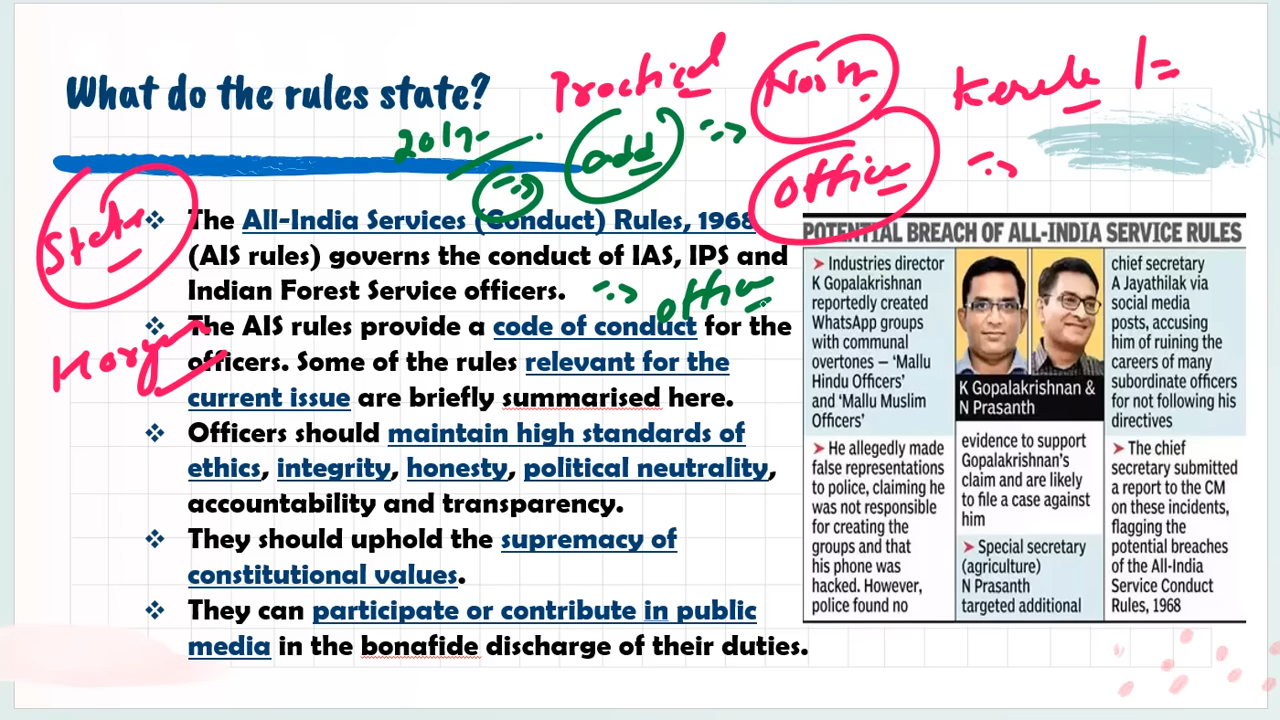 What do the rules state?
Practical
North
Kerala
2017
add
office
State
❖ The All-India Services (Conduct) Rules, 1968
(AIS rules) governs the conduct of IAS, IPS and
Indian Forest Service officers.
office
❖ The AIS rules provide a code of conduct for the
officers. Some of the rules relevant for the
current issue are briefly summarised here.
❖ Officers should maintain high standards of
ethics, integrity, honesty, political neutrality,
accountability and transparency.
❖ They should uphold the supremacy of
constitutional values.
❖ They can participate or contribute in public
media in the bonafide discharge of their duties.
POTENTIAL BREACH OF ALL-INDIA SERVICE RULES
➤ Industries director
K Gopalakrishnan
reportedly created
WhatsApp groups
with communal
overtones – ‘Mallu
Hindu Officers’
and ‘Mallu Muslim
Officers’
➤ He allegedly made
false representations
to police, claiming he
was not responsible
for creating the
groups and that
his phone was
hacked. However,
police found no
K Gopalakrishnan &
N Prasanth
evidence to support
Gopalakrishnan’s
claim and are likely
to file a case against
him
➤ Special secretary
(agriculture)
N Prasanth
targeted additional
chief secretary
A Jayathilak via
social media
posts, accusing
him of ruining the
careers of many
subordinate officers
for not following his
directives
➤ The chief
secretary submitted
a report to the CM
on these incidents,
flagging the
potential breaches
of the All-India
Service Conduct
Rules, 1968